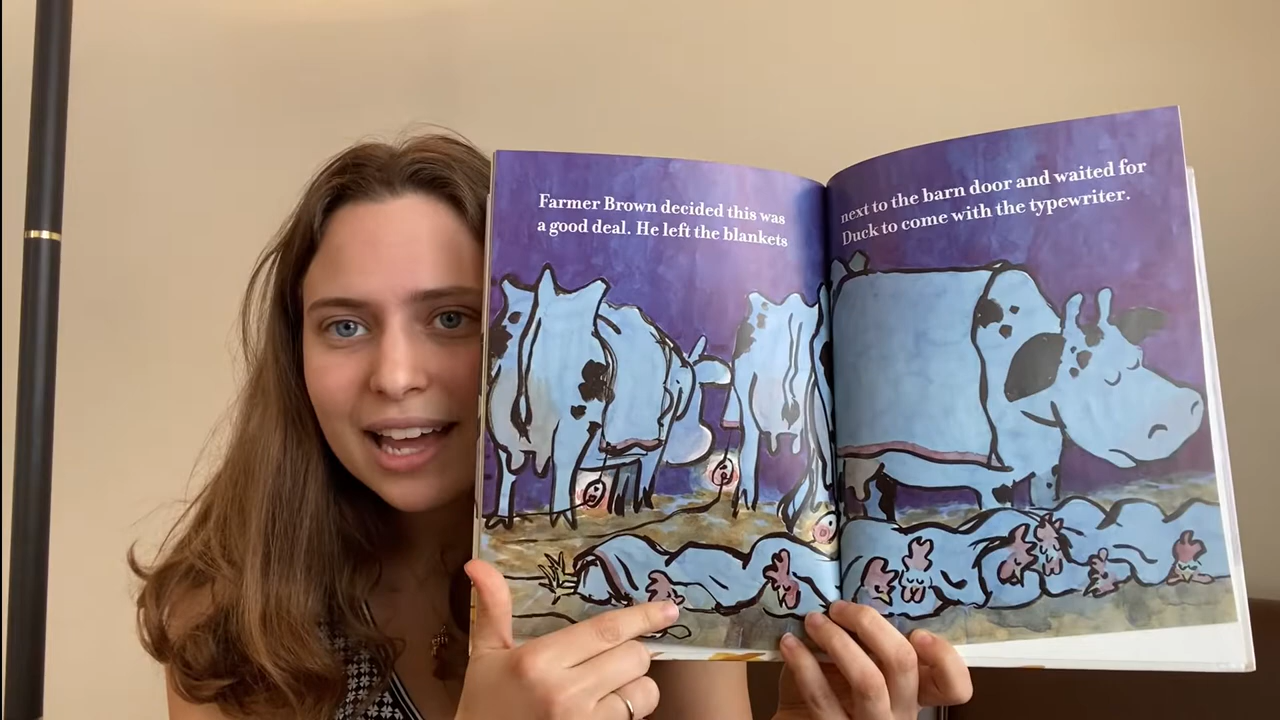 Farmer Brown decided this was
a good deal. He left the blankets
next to the barn door and waited for
Duck to come with the typewriter.